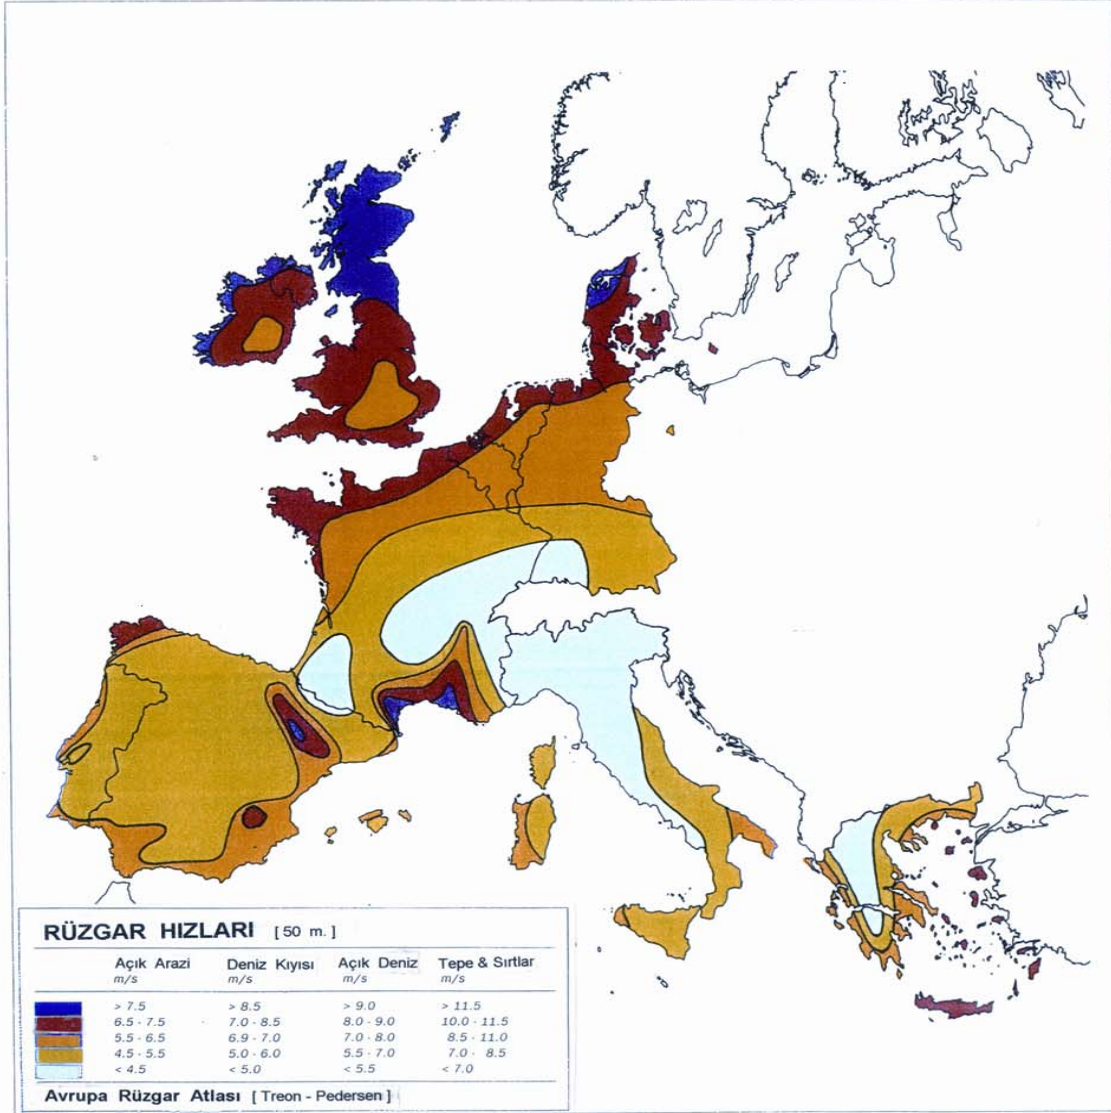 RÜZGAR HIZLARI [ 50 m. ]
Açık Arazi Deniz Kıyısı Açık Deniz Tepe & Sırtlar
m/s m/s m/s m/s
> 7.5 > 8.5 > 9.0 > 11.5
6.5 - 7.5 7.0 - 8.5 8.0 - 9.0 10.0 - 11.5
5.5 - 6.5 6.9 - 7.0 7.0 - 8.0 8.5 - 11.0
4.5 - 5.5 5.0 - 6.0 5.5 - 7.0 7.0 - 8.5
< 4.5 < 5.0 < 5.5 < 7.0
Avrupa Rüzgar Atlası [ Treon - Pedersen ]